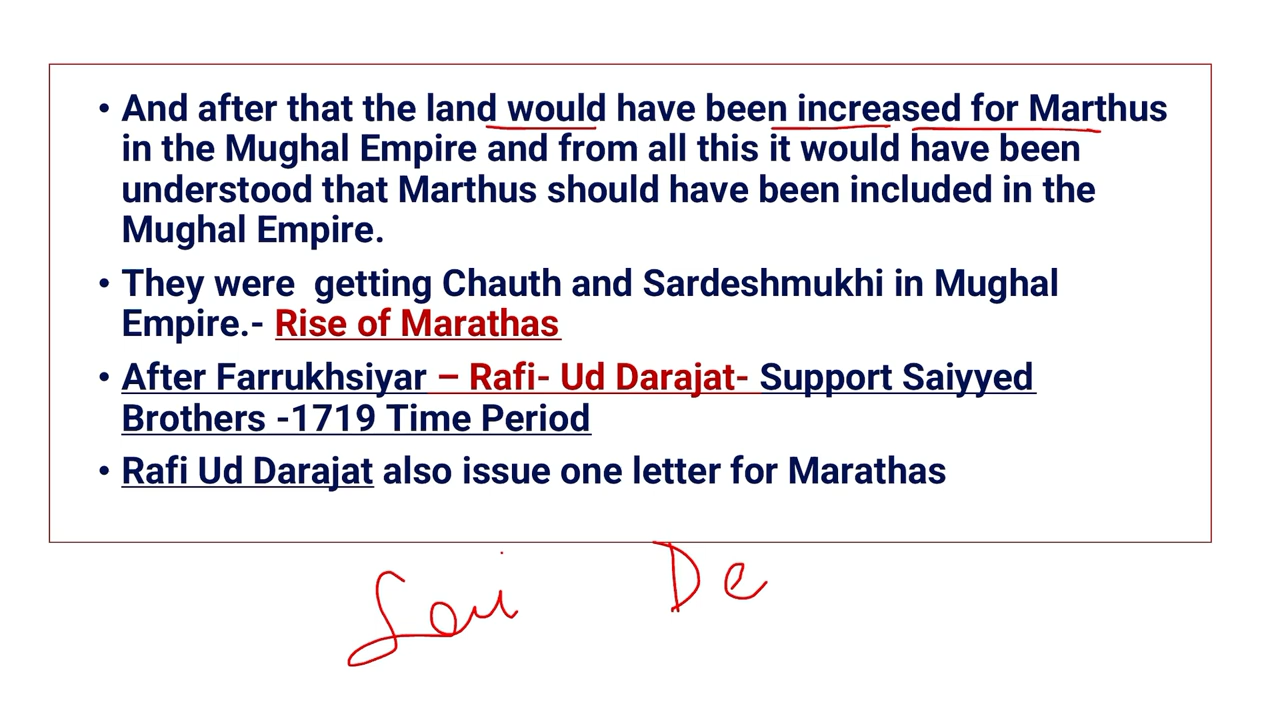 • And after that the land would have been increased for Marthus
in the Mughal Empire and from all this it would have been
understood that Marthus should have been included in the
Mughal Empire.
• They were  getting Chauth and Sardeshmukhi in Mughal
Empire.- Rise of Marathas
• After Farrukhsiyar – Rafi- Ud Darajat- Support Saiyyed
Brothers -1719 Time Period
• Rafi Ud Darajat also issue one letter for Marathas
De